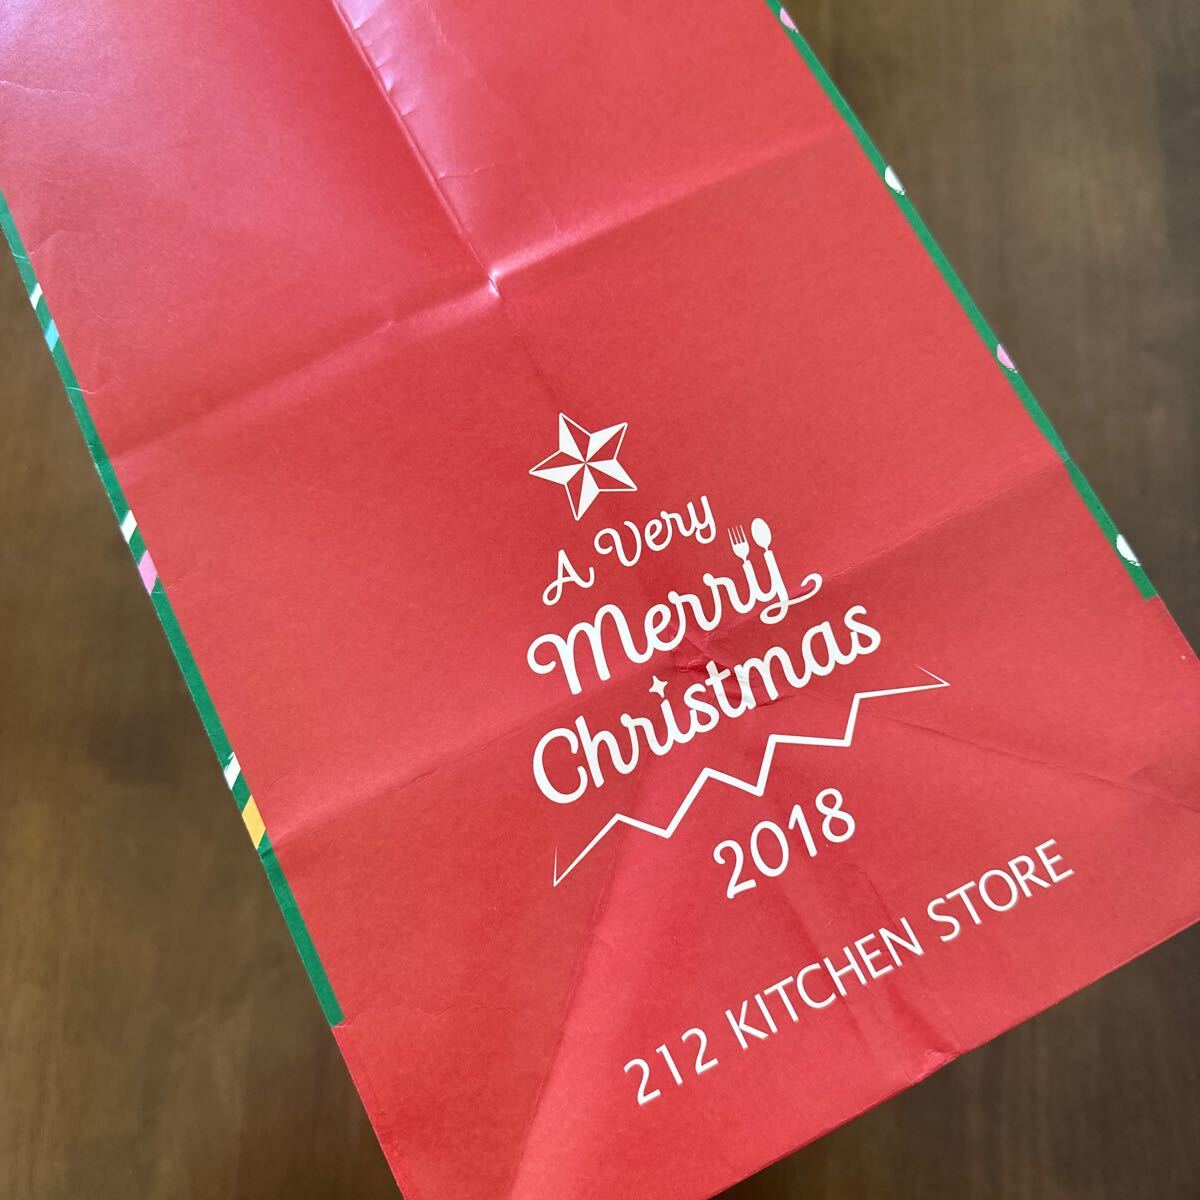 A Very
Merry
Christmas
2018
212 KITCHEN STORE